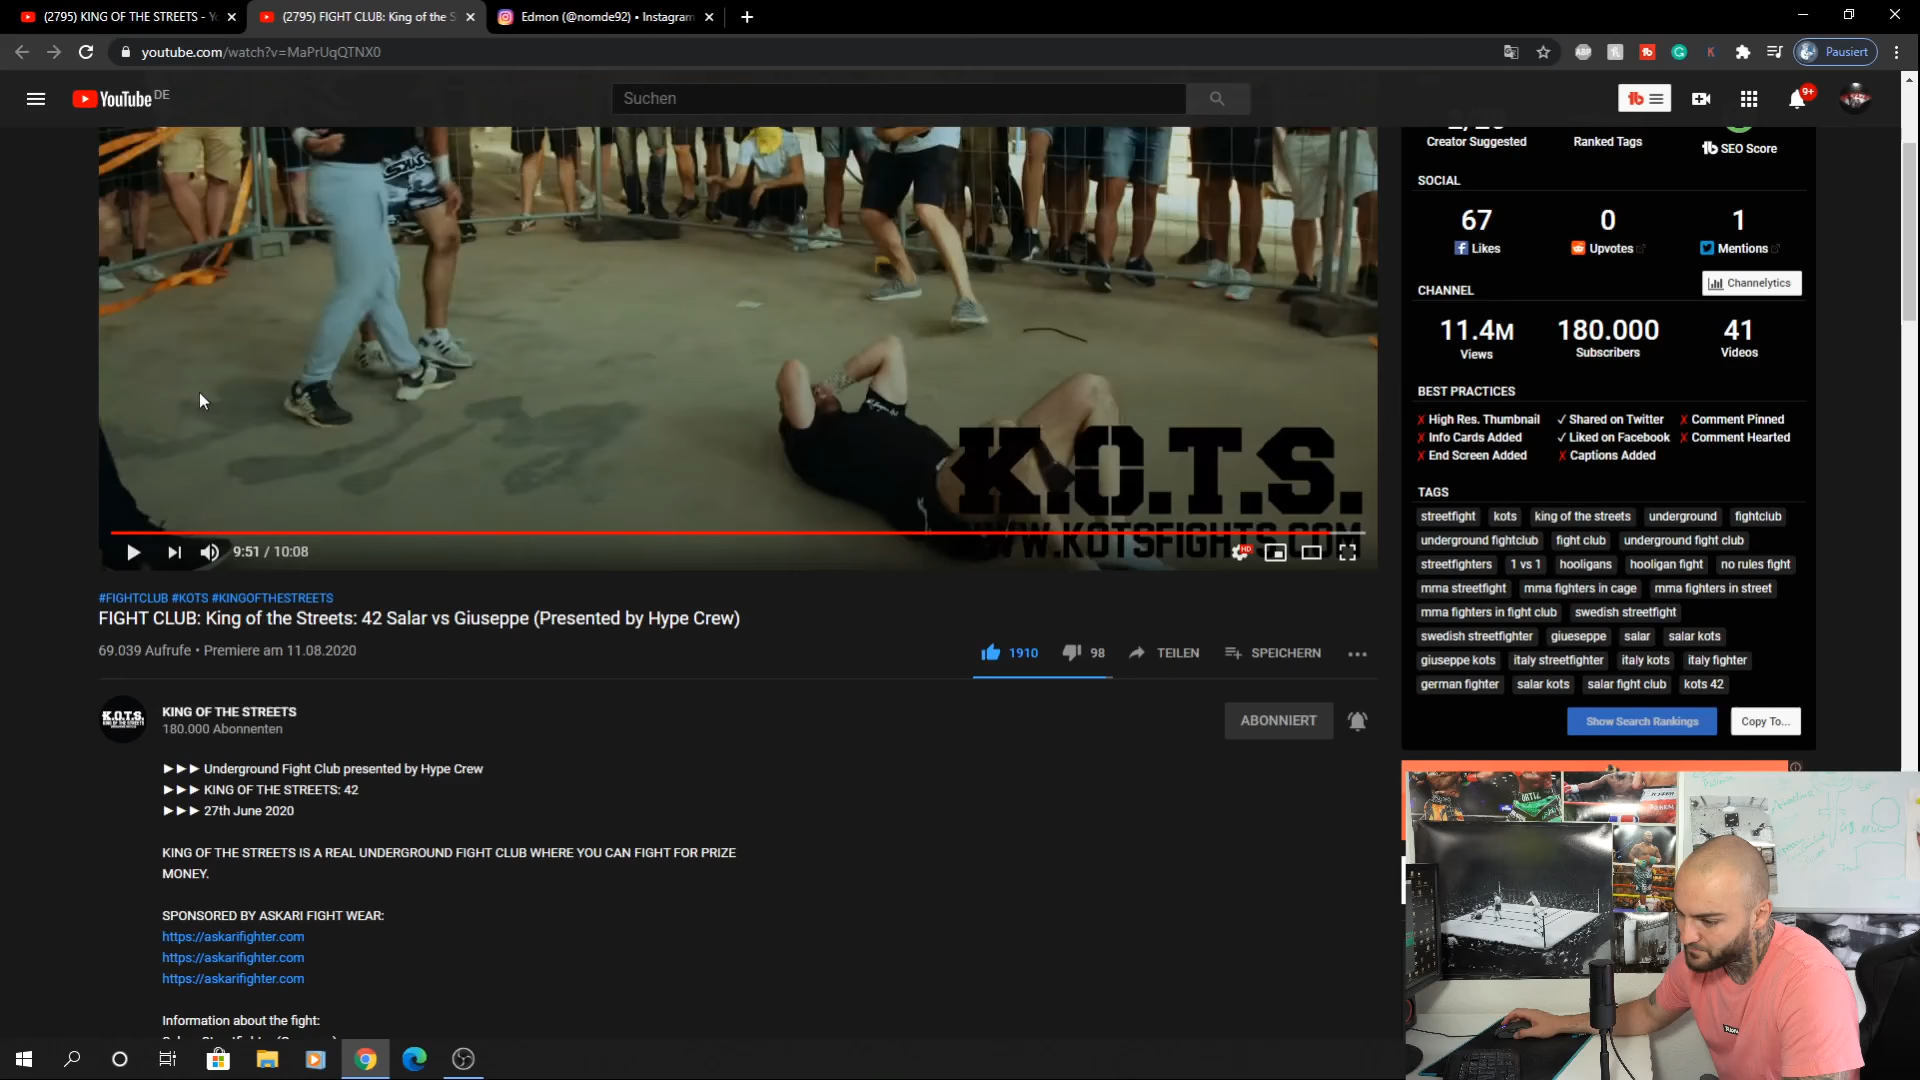 (2795) KING OF THE STREETS - Y
(2795) FIGHT CLUB: King of the S
Edmon (@nomde92) • Instagram
youtube.com/watch?v=MaPrUqQTNX0
Pausiert
YouTube DE
Suchen
9+
Creator Suggested
Ranked Tags
SEO Score
SOCIAL
67
0
1
Likes
Upvotes
Mentions
CHANNEL
Channelytics
11.4M
180.000
41
Views
Subscribers
Videos
BEST PRACTICES
✗ High Res. Thumbnail
✓ Shared on Twitter
✗ Comment Pinned
✗ Info Cards Added
✓ Liked on Facebook
✗ Comment Hearted
✗ End Screen Added
✗ Captions Added
TAGS
streetfight kots king of the streets underground fightclub
underground fightclub fight club underground fight club
streetfighters 1 vs 1 hooligans hooligan fight no rules fight
mma streetfight mma fighters in cage mma fighters in street
mma fighters in fight club swedish streetfight
swedish streetfighter giueseppe salar salar kots
giuseppe kots italy streetfighter italy kots italy fighter
german fighter salar kots salar fight club kots 42
Show Search Rankings
Copy To...
K.O.T.S.
WWW.KOTSFIGHTS.COM
9:51 / 10:08
HD
#FIGHTCLUB #KOTS #KINGOFTHESTREETS
FIGHT CLUB: King of the Streets: 42 Salar vs Giuseppe (Presented by Hype Crew)
69.039 Aufrufe • Premiere am 11.08.2020
1910
98
TEILEN
SPEICHERN
K.O.T.S.
KING OF THE STREETS
180.000 Abonnenten
ABONNIERT
►►► Underground Fight Club presented by Hype Crew
►►► KING OF THE STREETS: 42
►►► 27th June 2020
KING OF THE STREETS IS A REAL UNDERGROUND FIGHT CLUB WHERE YOU CAN FIGHT FOR PRIZE
MONEY.
SPONSORED BY ASKARI FIGHT WEAR:
https://askarifighter.com
https://askarifighter.com
https://askarifighter.com
Information about the fight:
ORTIZ